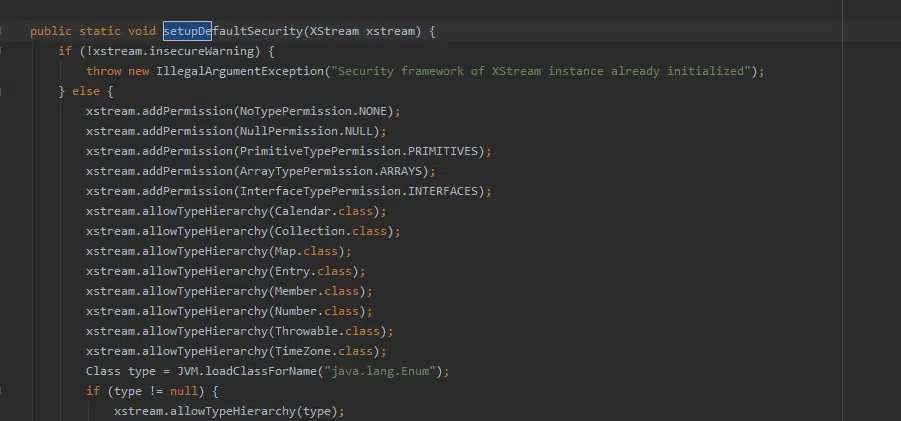 public static void setupDefaultSecurity(XStream xstream) {
if (!xstream.insecureWarning) {
throw new IllegalArgumentException("Security framework of XStream instance already initialized");
} else {
xstream.addPermission(NoTypePermission.NONE);
xstream.addPermission(NullPermission.NULL);
xstream.addPermission(PrimitiveTypePermission.PRIMITIVES);
xstream.addPermission(ArrayTypePermission.ARRAYS);
xstream.addPermission(InterfaceTypePermission.INTERFACES);
xstream.allowTypeHierarchy(Calendar.class);
xstream.allowTypeHierarchy(Collection.class);
xstream.allowTypeHierarchy(Map.class);
xstream.allowTypeHierarchy(Entry.class);
xstream.allowTypeHierarchy(Member.class);
xstream.allowTypeHierarchy(Number.class);
xstream.allowTypeHierarchy(Throwable.class);
xstream.allowTypeHierarchy(TimeZone.class);
Class type = JVM.loadClassForName("java.lang.Enum");
if (type != null) {
xstream.allowTypeHierarchy(type);